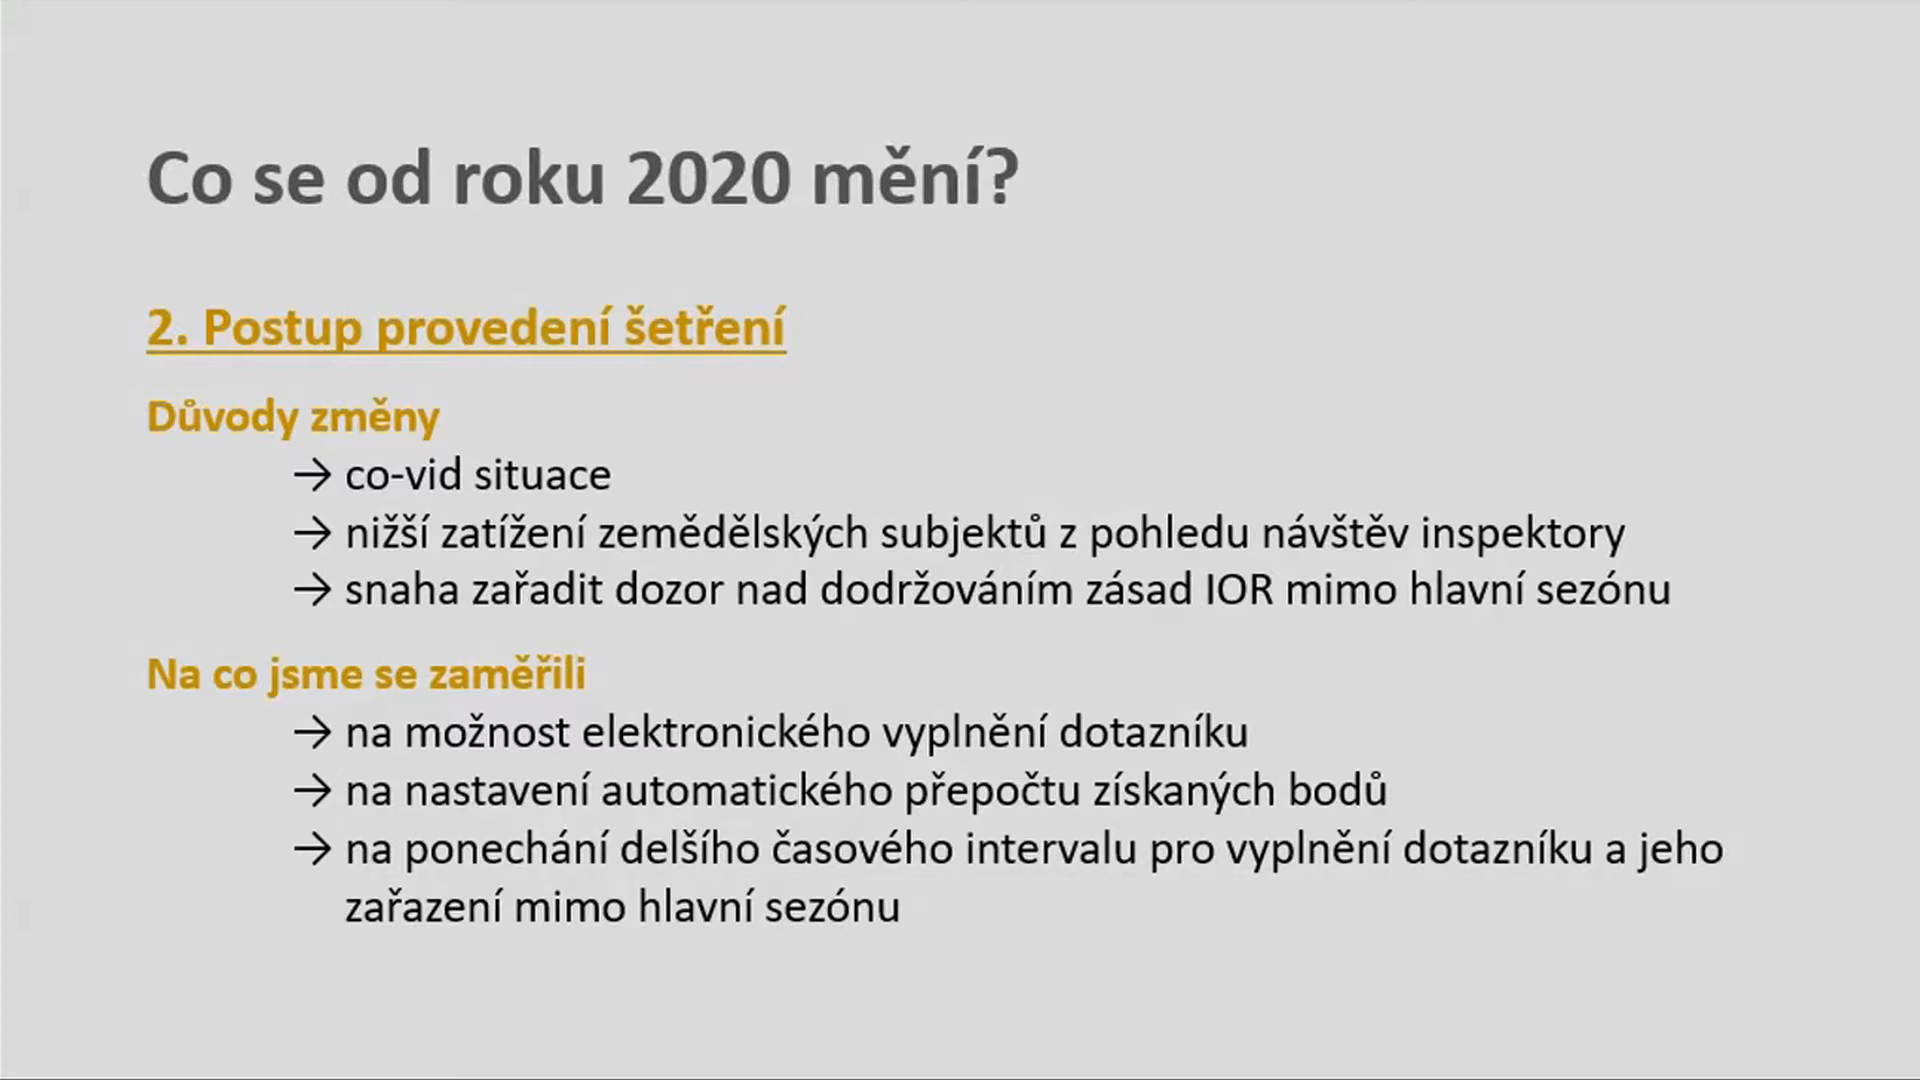 Co se od roku 2020 mění?
2. Postup provedení šetření
Důvody změny
→ co-vid situace
→ nižší zatížení zemědělských subjektů z pohledu návštěv inspektory
→ snaha zařadit dozor nad dodržováním zásad IOR mimo hlavní sezónu
Na co jsme se zaměřili
→ na možnost elektronického vyplnění dotazníku
→ na nastavení automatického přepočtu získaných bodů
→ na ponechání delšího časového intervalu pro vyplnění dotazníku a jeho
zařazení mimo hlavní sezónu